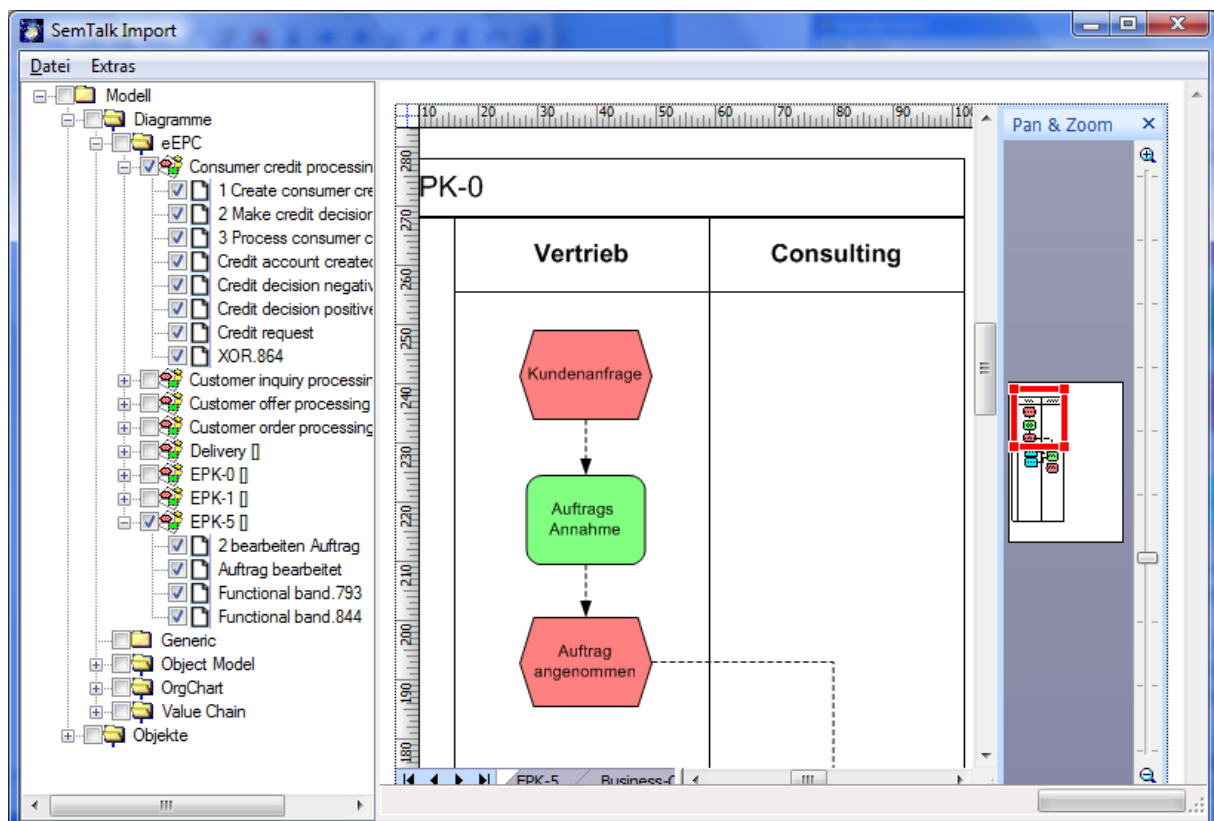 SemTalk Import
Datei Extras
Modell
Diagramme
eEPC
Consumer credit processin
1 Create consumer cre
2 Make credit decision
3 Process consumer c
Credit account created
Credit decision negativ
Credit decision positive
Credit request
XOR.864
Customer inquiry processin
Customer offer processing
Customer order processing
Delivery []
EPK-0 []
EPK-1 []
EPK-5 []
2 bearbeiten Auftrag
Auftrag bearbeitet
Functional band.793
Functional band.844
Generic
Object Model
OrgChart
Value Chain
Objekte
10 20 30 40 50 60 70 80 90 100
280
270
260
250
240
230
220
210
200
190
180
PK-0
Vertrieb Consulting
Kundenanfrage
Auftrags
Annahme
Auftrag
angenommen
EPK-5 Business-
Pan & Zoom